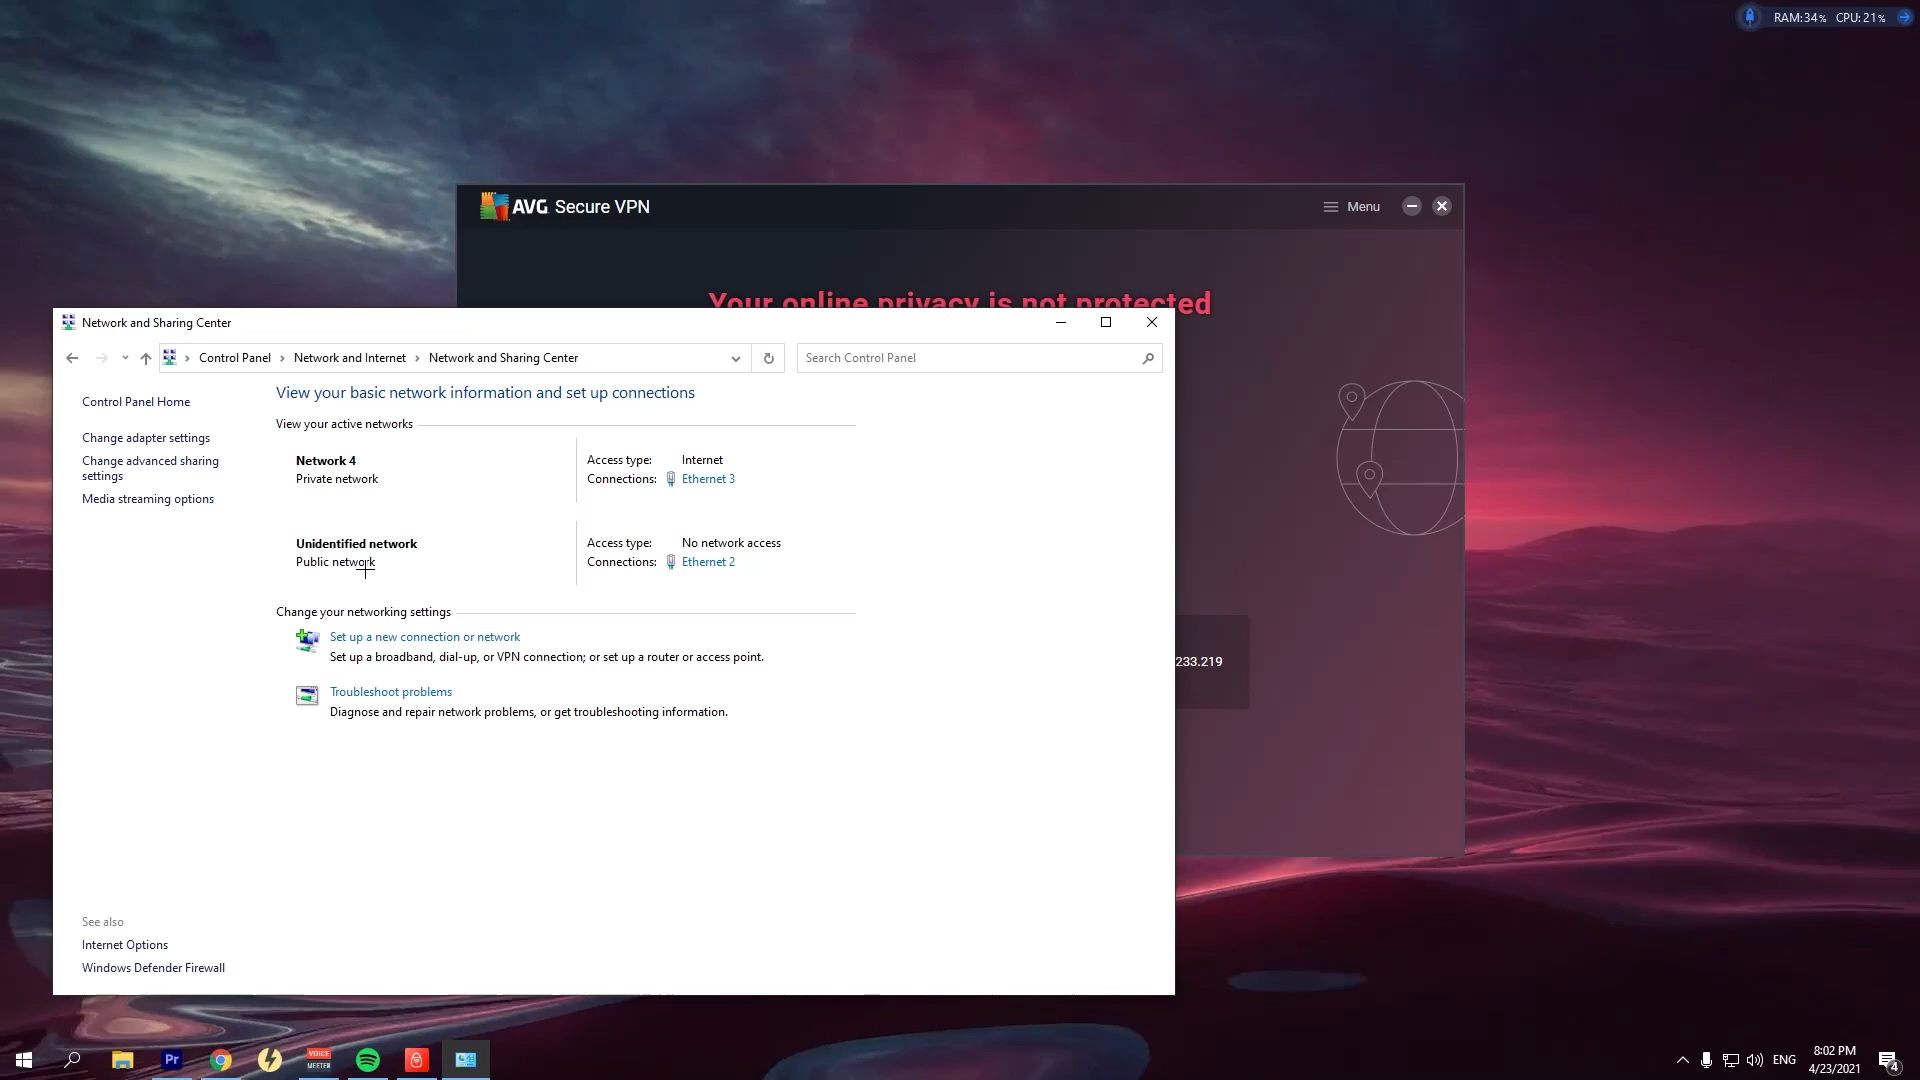 RAM:34% CPU:21%
AVG Secure VPN
Menu
Your online privacy is not protected
Network and Sharing Center
Control Panel > Network and Internet > Network and Sharing Center
Search Control Panel
View your basic network information and set up connections
Control Panel Home
View your active networks
Change adapter settings
Change advanced sharing
settings
Media streaming options
Network 4
Private network
Access type: Internet
Connections: Ethernet 3
Unidentified network
Public network
Access type: No network access
Connections: Ethernet 2
Change your networking settings
Set up a new connection or network
Set up a broadband, dial-up, or VPN connection; or set up a router or access point.
Troubleshoot problems
Diagnose and repair network problems, or get troubleshooting information.
233.219
See also
Internet Options
Windows Defender Firewall
Pr
VOICE
MEETER
ENG
8:02 PM
4/23/2021
4